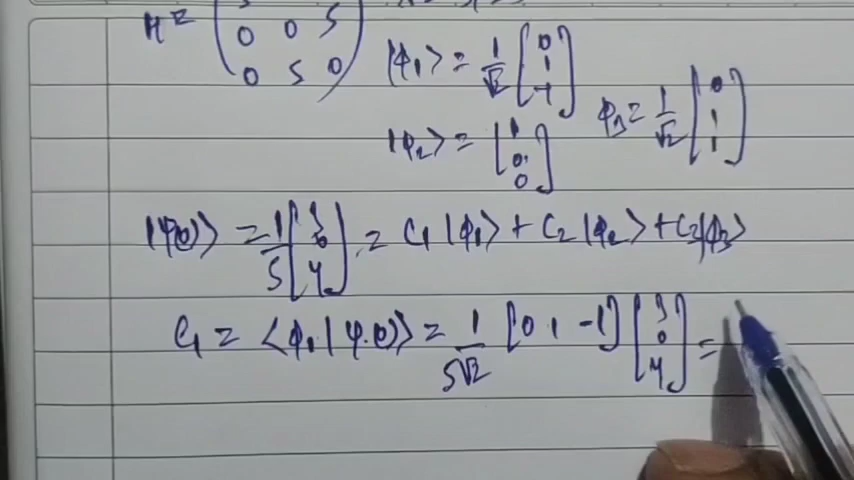 H = ( 0 0 5
0 5 0 ) |φ₁⟩ = 1/√2 [0 1 -1]
|φ₂⟩ = [1 0 0] φ₃ = 1/√2 [0 1 1]
|ψ(0)⟩ = 1/5 [3 0 4] = C₁ |φ₁⟩ + C₂ |φ₂⟩ + C₂|φ₃⟩
C₁ = ⟨φ₁ | ψ(0)⟩ = 1/5√2 [0 1 -1] [3 0 4] =